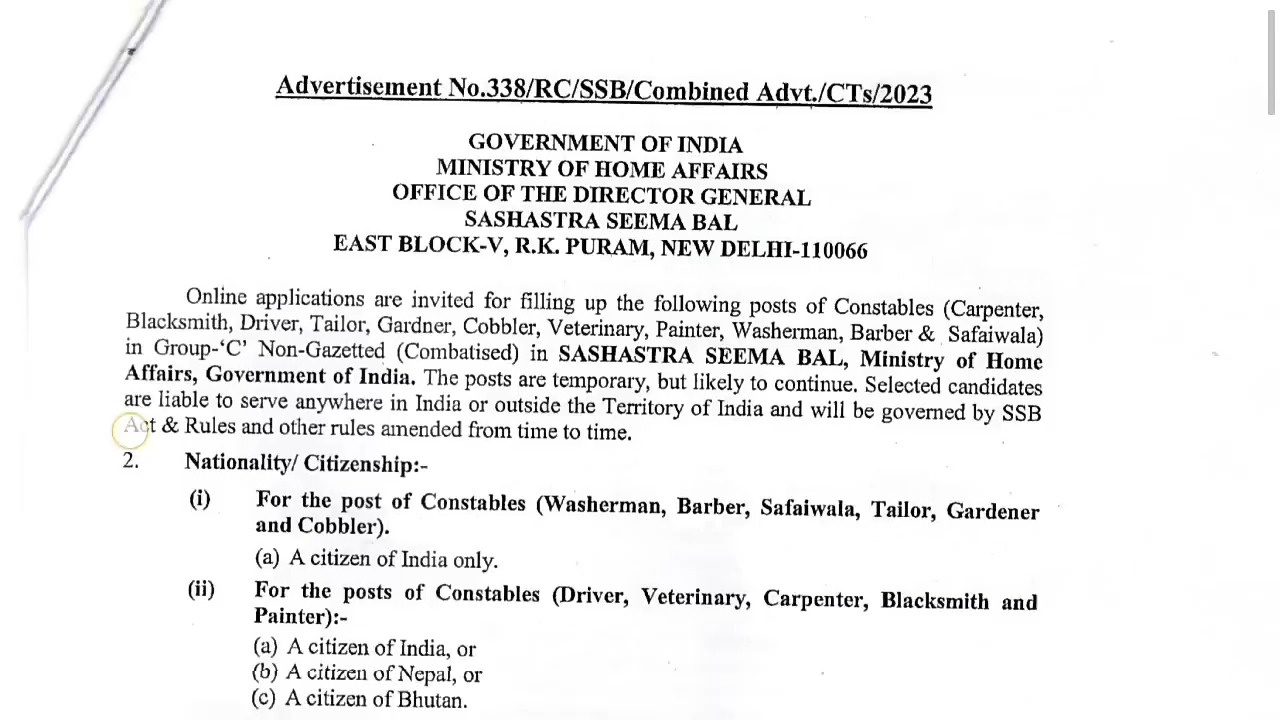 Advertisement No.338/RC/SSB/Combined Advt./CTs/2023
GOVERNMENT OF INDIA
MINISTRY OF HOME AFFAIRS
OFFICE OF THE DIRECTOR GENERAL
SASHASTRA SEEMA BAL
EAST BLOCK-V, R.K. PURAM, NEW DELHI-110066
Online applications are invited for filling up the following posts of Constables (Carpenter,
Blacksmith, Driver, Tailor, Gardner, Cobbler, Veterinary, Painter, Washerman, Barber & Safaiwala)
in Group-‘C’ Non-Gazetted (Combatised) in SASHASTRA SEEMA BAL, Ministry of Home
Affairs, Government of India. The posts are temporary, but likely to continue. Selected candidates
are liable to serve anywhere in India or outside the Territory of India and will be governed by SSB
Act & Rules and other rules amended from time to time.
2. Nationality/ Citizenship:-
(i) For the post of Constables (Washerman, Barber, Safaiwala, Tailor, Gardener
and Cobbler).
(a) A citizen of India only.
(ii) For the posts of Constables (Driver, Veterinary, Carpenter, Blacksmith and
Painter):-
(a) A citizen of India, or
(b) A citizen of Nepal, or
(c) A citizen of Bhutan.